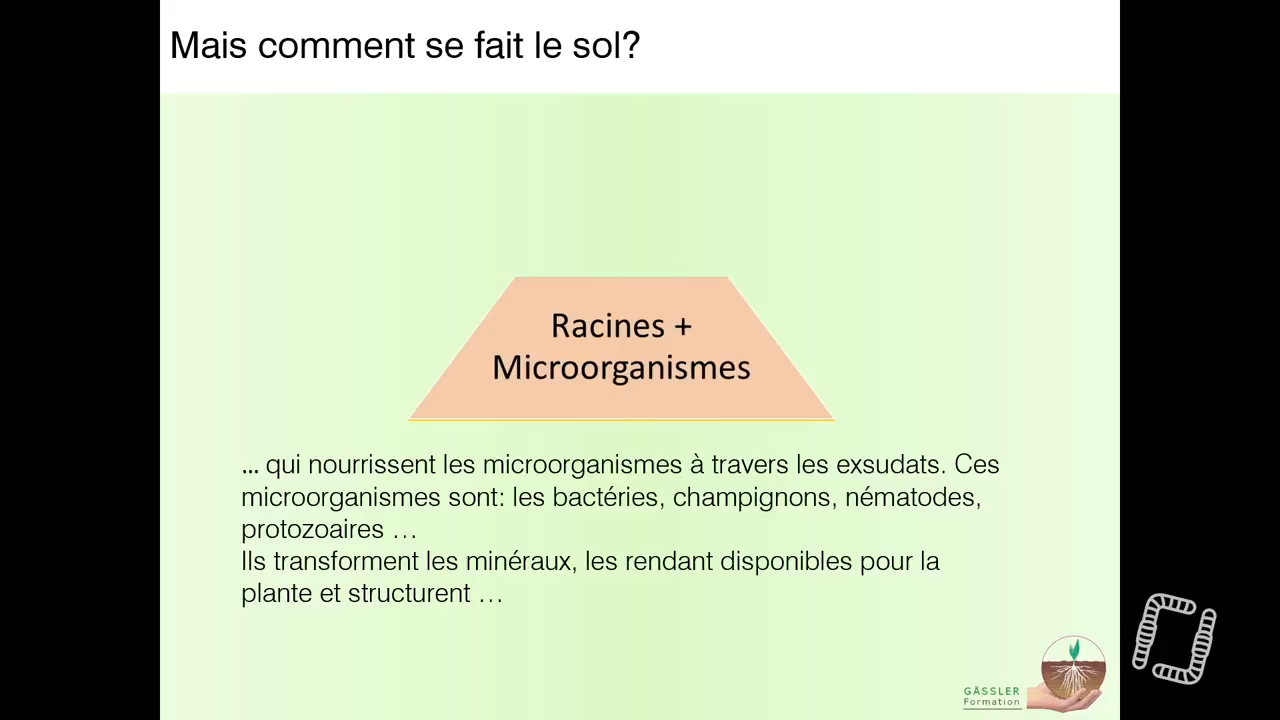 Mais comment se fait le sol?
Racines +
Microorganismes
... qui nourrissent les microorganismes à travers les exsudats. Ces
microorganismes sont: les bactéries, champignons, nématodes,
protozoaires …
Ils transforment les minéraux, les rendant disponibles pour la
plante et structurent …
GÄSSLER
Formation